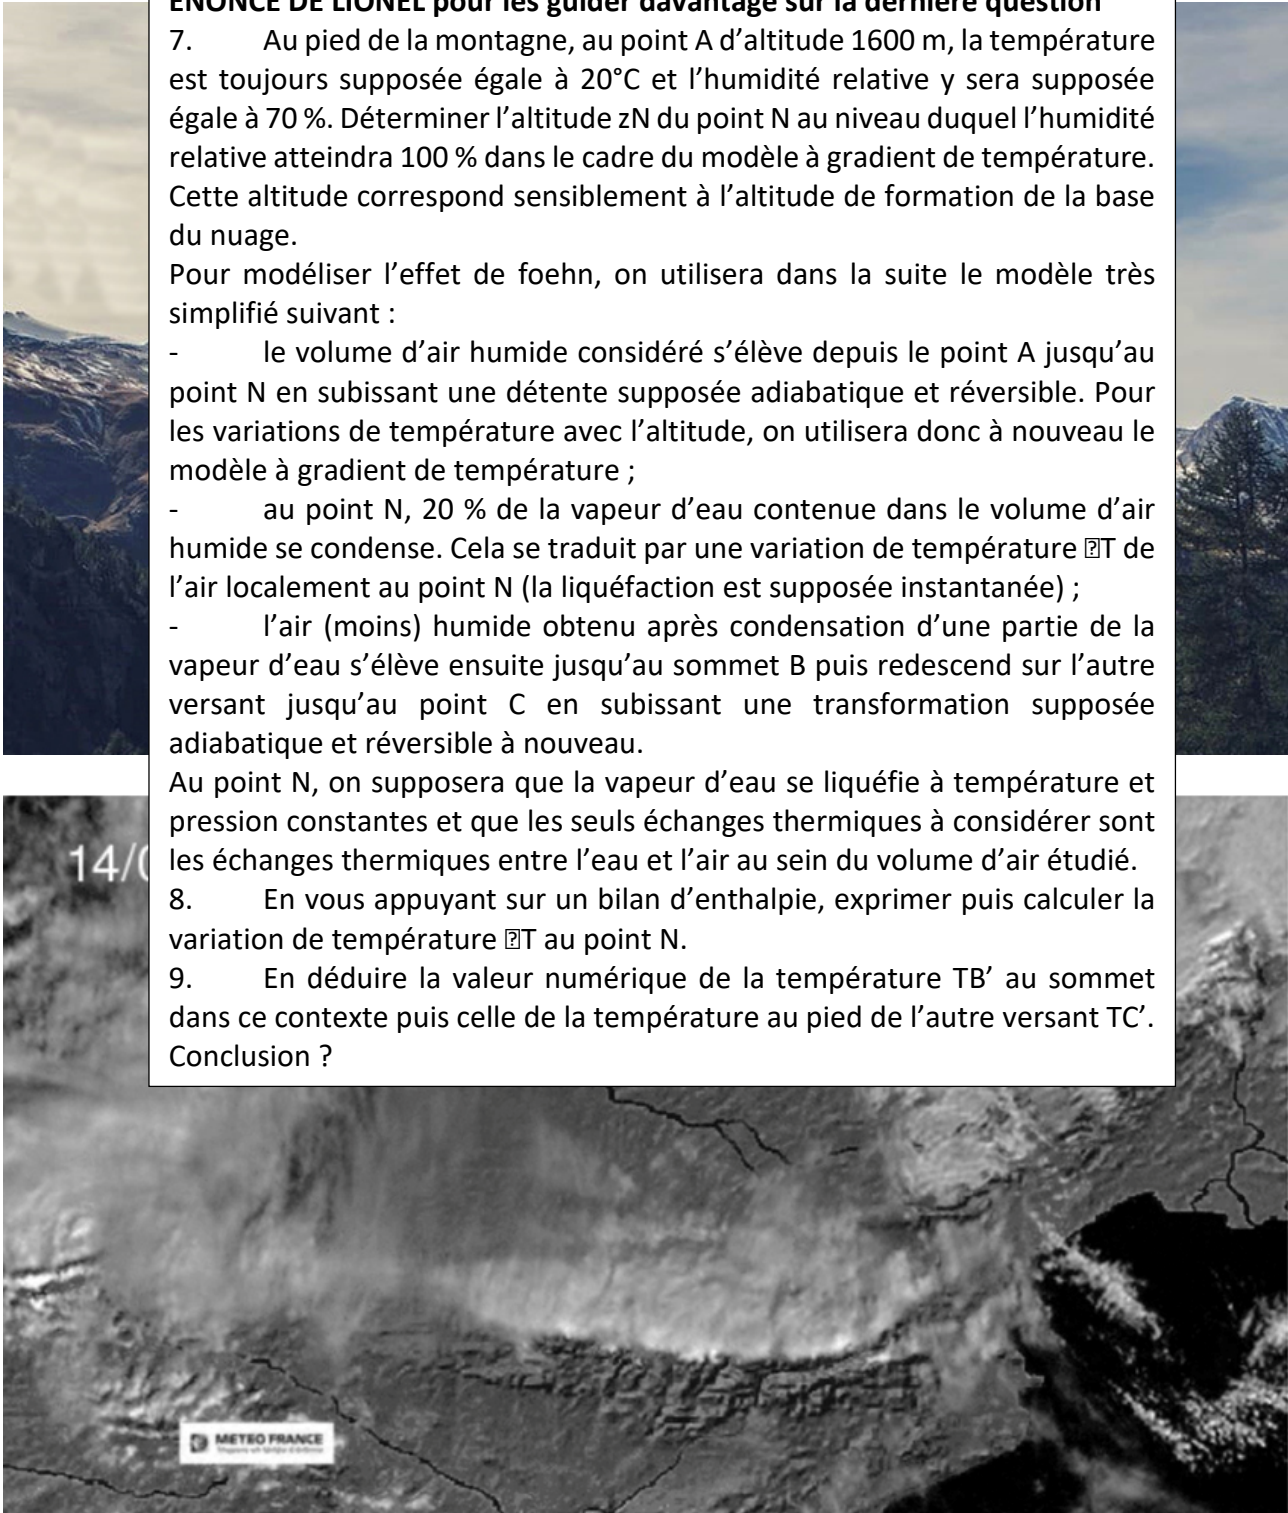 ENONCE DE LIONEL pour les guider davantage sur la dernière question
7. Au pied de la montagne, au point A d’altitude 1600 m, la température
est toujours supposée égale à 20°C et l’humidité relative y sera supposée
égale à 70 %. Déterminer l’altitude zN du point N au niveau duquel l’humidité
relative atteindra 100 % dans le cadre du modèle à gradient de température.
Cette altitude correspond sensiblement à l’altitude de formation de la base
du nuage.
Pour modéliser l’effet de foehn, on utilisera dans la suite le modèle très
simplifié suivant :
- le volume d’air humide considéré s’élève depuis le point A jusqu’au
point N en subissant une détente supposée adiabatique et réversible. Pour
les variations de température avec l’altitude, on utilisera donc à nouveau le
modèle à gradient de température ;
- au point N, 20 % de la vapeur d’eau contenue dans le volume d’air
humide se condense. Cela se traduit par une variation de température �T de
l’air localement au point N (la liquéfaction est supposée instantanée) ;
- l’air (moins) humide obtenu après condensation d’une partie de la
vapeur d’eau s’élève ensuite jusqu’au sommet B puis redescend sur l’autre
versant jusqu’au point C en subissant une transformation supposée
adiabatique et réversible à nouveau.
Au point N, on supposera que la vapeur d’eau se liquéfie à température et
pression constantes et que les seuls échanges thermiques à considérer sont
les échanges thermiques entre l’eau et l’air au sein du volume d’air étudié.
14/0
8. En vous appuyant sur un bilan d’enthalpie, exprimer puis calculer la
variation de température �T au point N.
9. En déduire la valeur numérique de la température TB’ au sommet
dans ce contexte puis celle de la température au pied de l’autre versant TC’.
Conclusion ?
METEO FRANCE